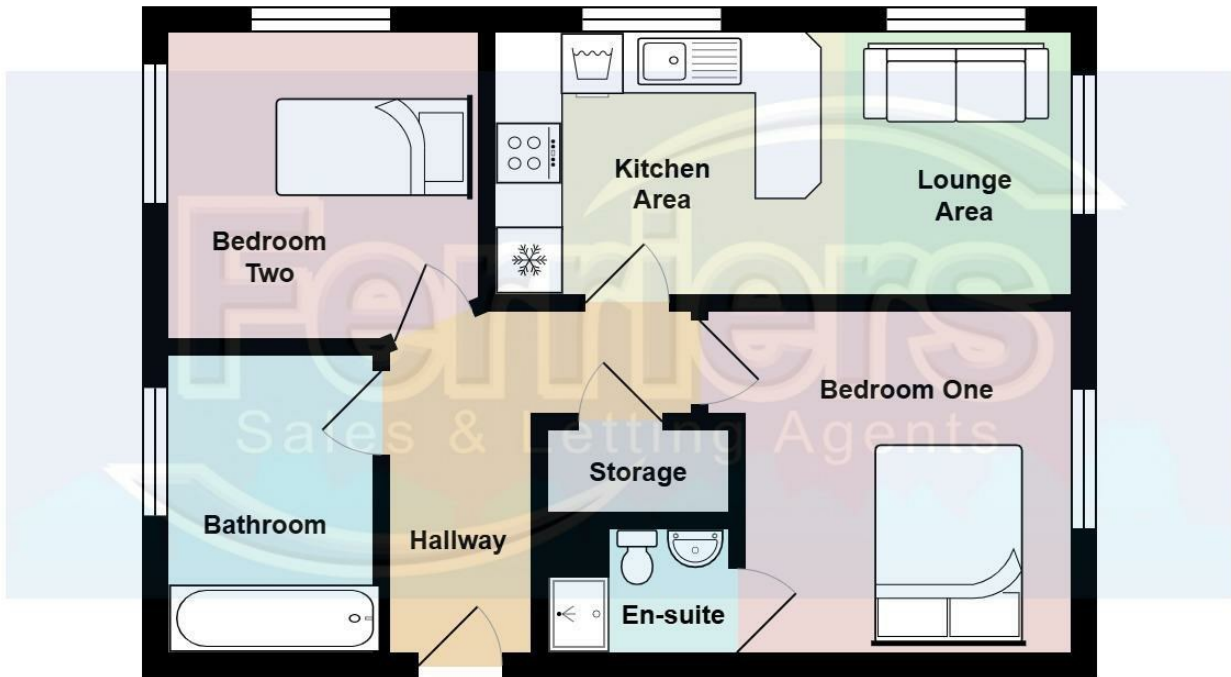 Kitchen
Area
Lounge
Area
Bedroom
Two
Ferriers
Sales & Letting Agents
Bedroom One
Storage
Bathroom
Hallway
En-suite